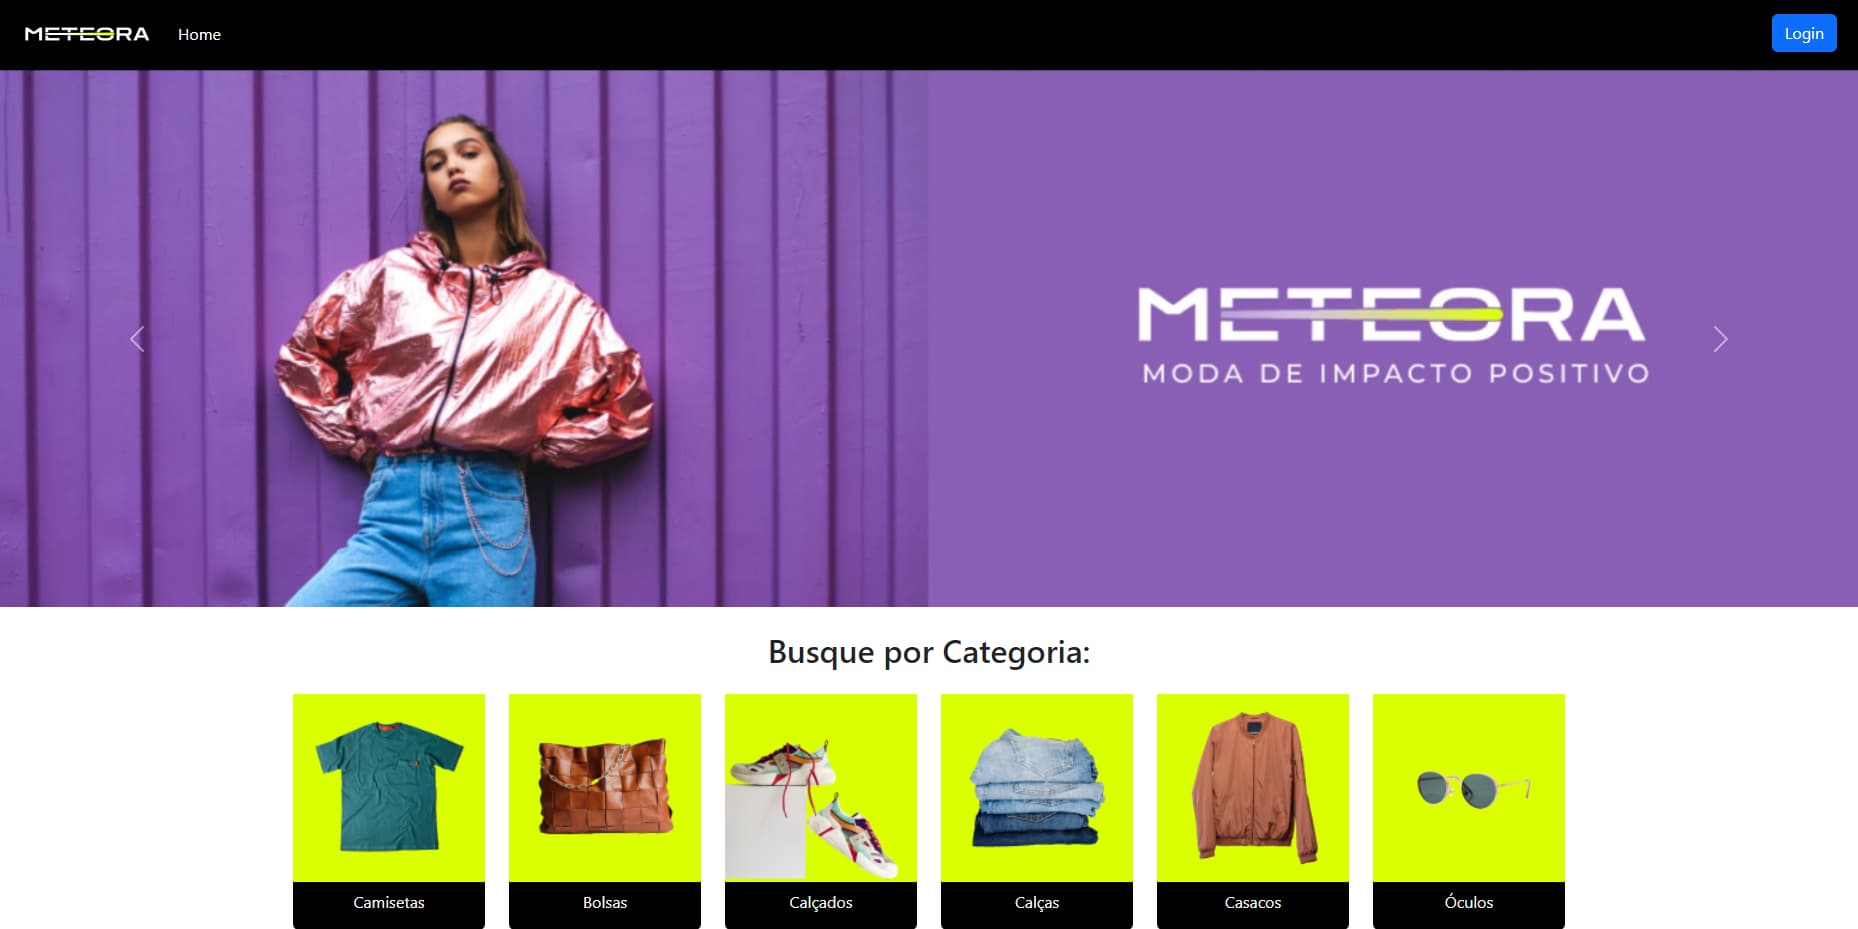 METEORA
Home
Login
METEORA
MODA DE IMPACTO POSITIVO
Busque por Categoria:
Camisetas
Bolsas
Calçados
Calças
Casacos
Óculos